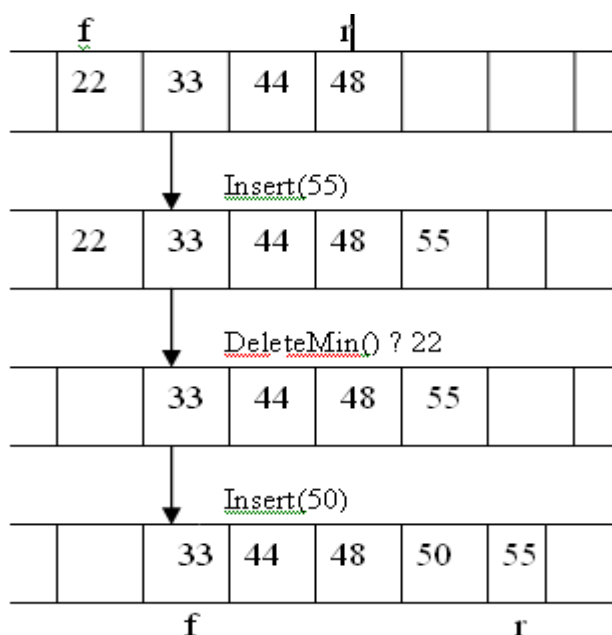 f r
22 33 44 48
Insert(55)
22 33 44 48 55
DeleteMin() ? 22
33 44 48 55
Insert(50)
33 44 48 50 55
f r